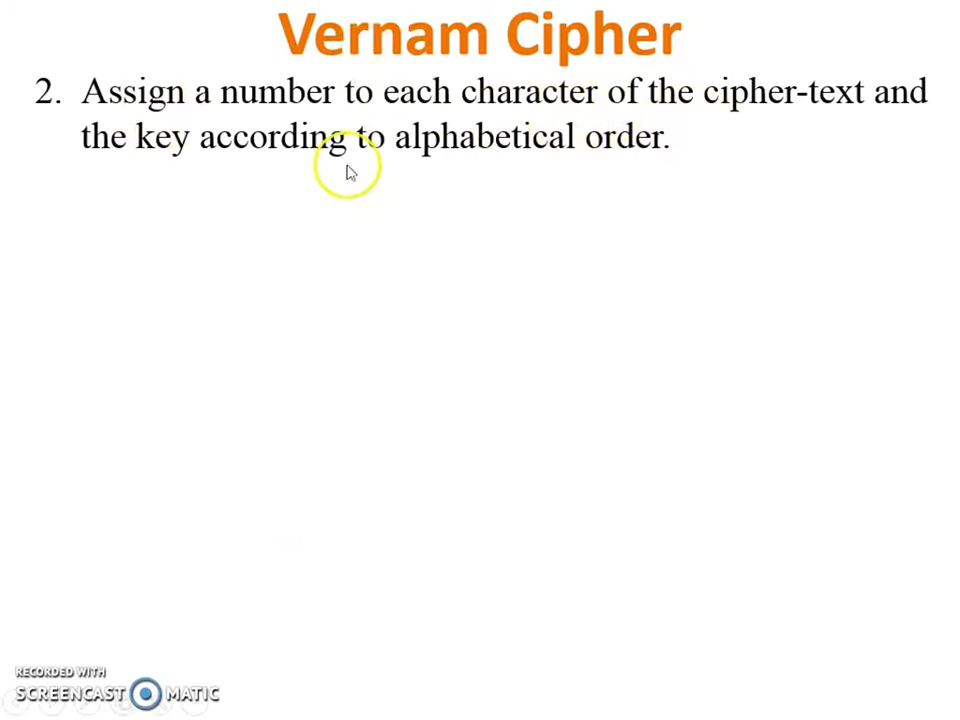 Vernam Cipher
2. Assign a number to each character of the cipher-text and
the key according to alphabetical order.
RECORDED WITH
SCREENCAST MATIC